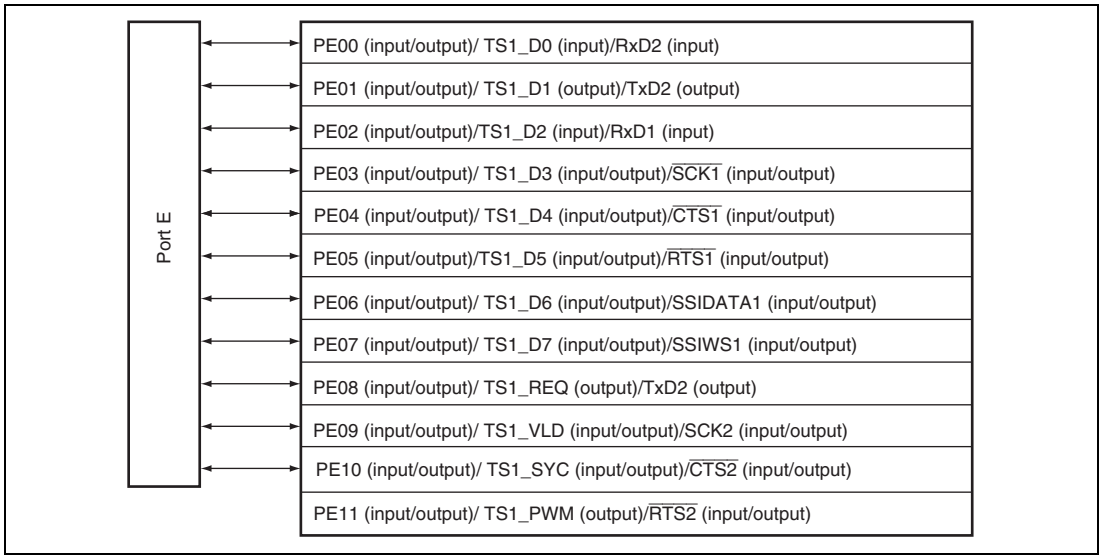 Port E
PE00 (input/output)/ TS1_D0 (input)/RxD2 (input)
PE01 (input/output)/ TS1_D1 (output)/TxD2 (output)
PE02 (input/output)/TS1_D2 (input)/RxD1 (input)
PE03 (input/output)/ TS1_D3 (input/output)/S̅C̅K̅1̅ (input/output)
PE04 (input/output)/ TS1_D4 (input/output)/C̅T̅S̅1̅ (input/output)
PE05 (input/output)/TS1_D5 (input/output)/R̅T̅S̅1̅ (input/output)
PE06 (input/output)/ TS1_D6 (input/output)/SSIDATA1 (input/output)
PE07 (input/output)/ TS1_D7 (input/output)/SSIWS1 (input/output)
PE08 (input/output)/ TS1_REQ (output)/TxD2 (output)
PE09 (input/output)/ TS1_VLD (input/output)/SCK2 (input/output)
PE10 (input/output)/ TS1_SYC (input/output)/C̅T̅S̅2̅ (input/output)
PE11 (input/output)/ TS1_PWM (output)/R̅T̅S̅2̅ (input/output)